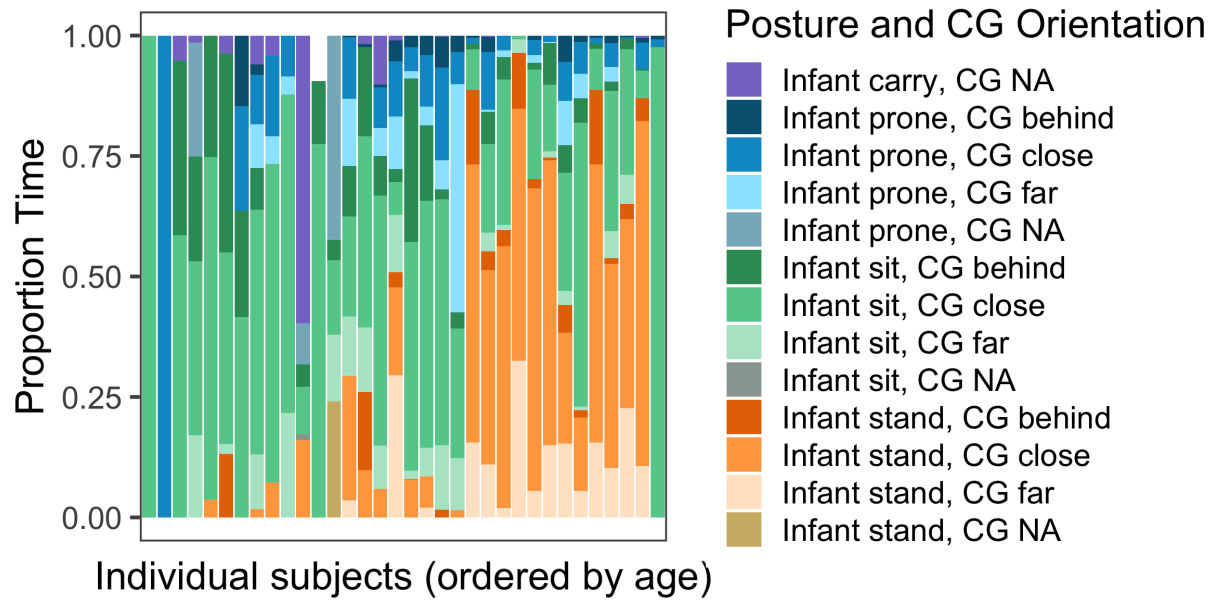 Proportion Time
1.00
0.75
0.50
0.25
0.00
Individual subjects (ordered by age)
Posture and CG Orientation
Infant carry, CG NA
Infant prone, CG behind
Infant prone, CG close
Infant prone, CG far
Infant prone, CG NA
Infant sit, CG behind
Infant sit, CG close
Infant sit, CG far
Infant sit, CG NA
Infant stand, CG behind
Infant stand, CG close
Infant stand, CG far
Infant stand, CG NA